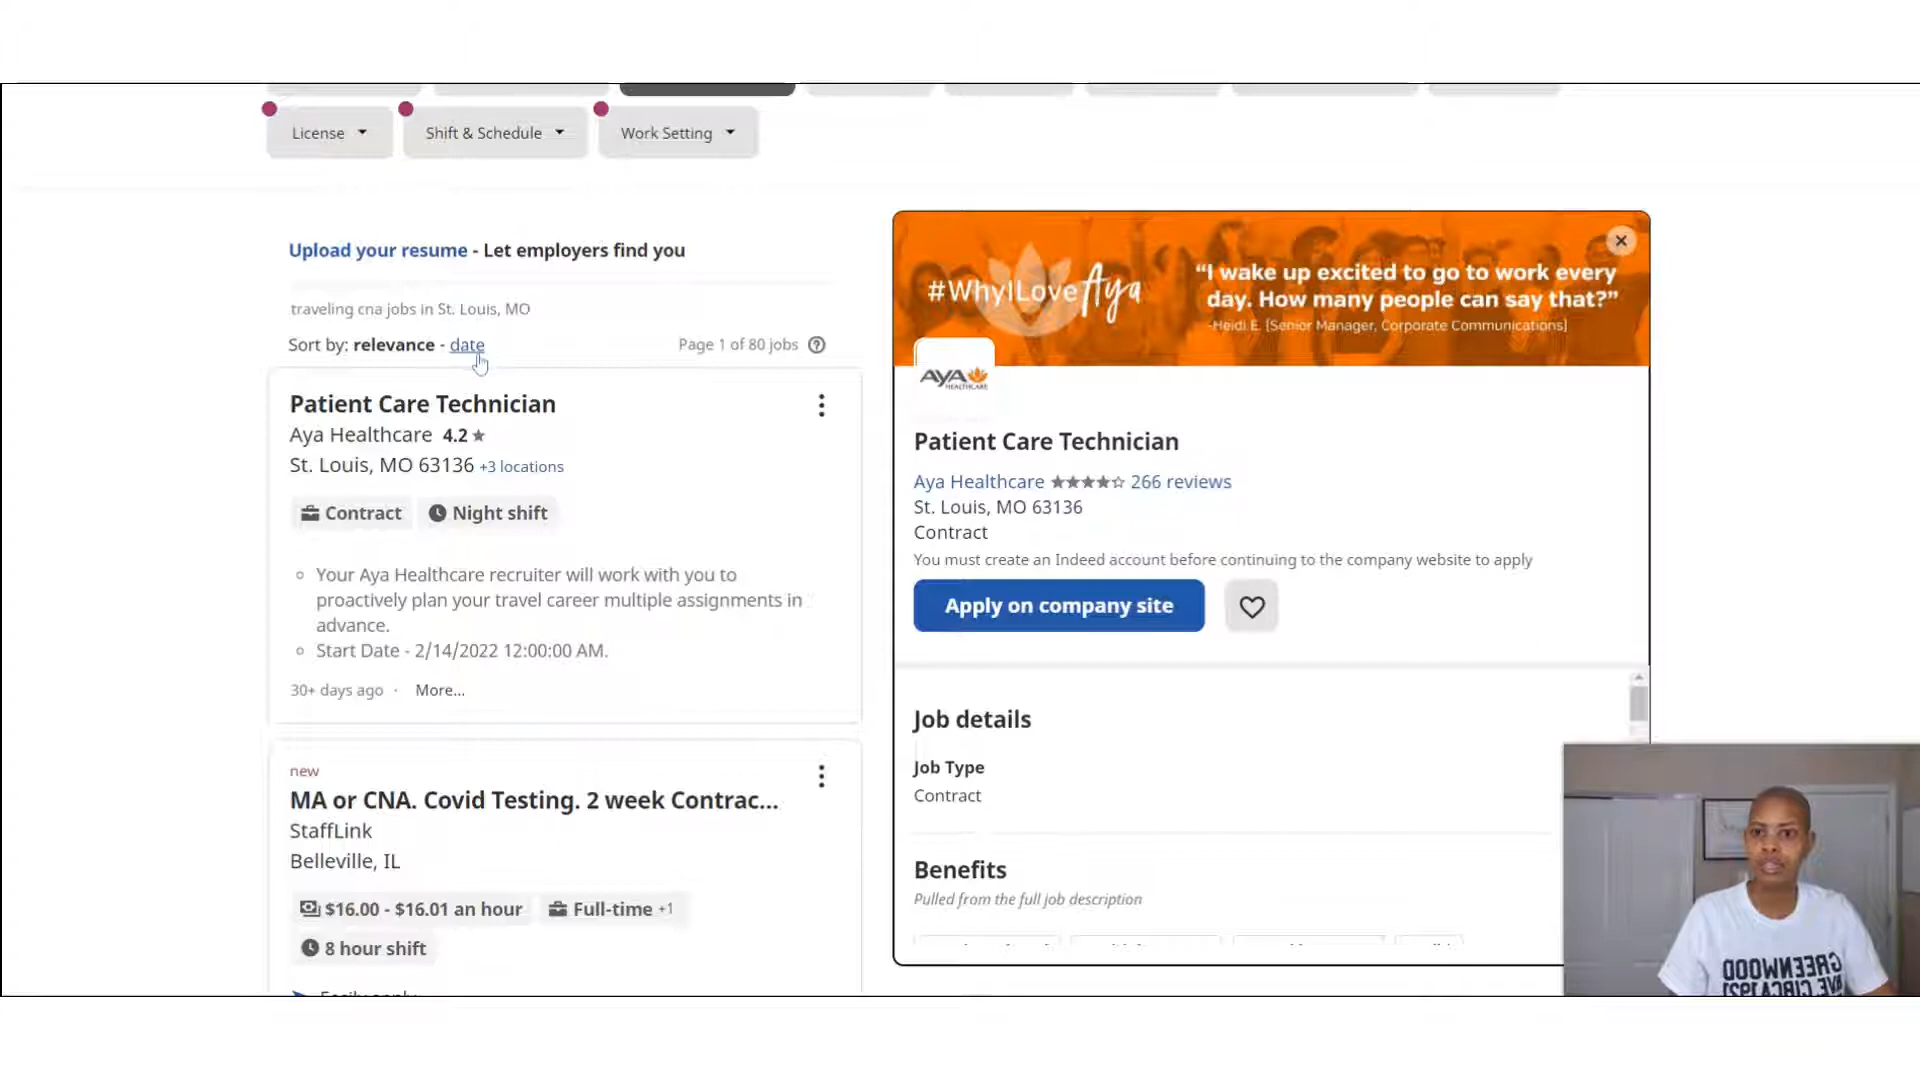 License
Shift & Schedule
Work Setting
Upload your resume - Let employers find you
traveling cna jobs in St. Louis, MO
Sort by: relevance - date
Page 1 of 80 jobs
Patient Care Technician
Aya Healthcare 4.2
St. Louis, MO 63136 +3 locations
Contract
Night shift
Your Aya Healthcare recruiter will work with you to
proactively plan your travel career multiple assignments in
advance.
Start Date - 2/14/2022 12:00:00 AM.
30+ days ago · More...
new
MA or CNA. Covid Testing. 2 week Contrac...
StaffLink
Belleville, IL
$16.00 - $16.01 an hour
Full-time +1
8 hour shift
#WhyILoveAya
“I wake up excited to go to work every
day. How many people can say that?”
-Heidi E. [Senior Manager, Corporate Communications]
AYA
HEALTHCARE
Patient Care Technician
Aya Healthcare 266 reviews
St. Louis, MO 63136
Contract
You must create an Indeed account before continuing to the company website to apply
Apply on company site
Job details
Job Type
Contract
Benefits
Pulled from the full job description
GREENWOOD
AVE. CIRCA 1921